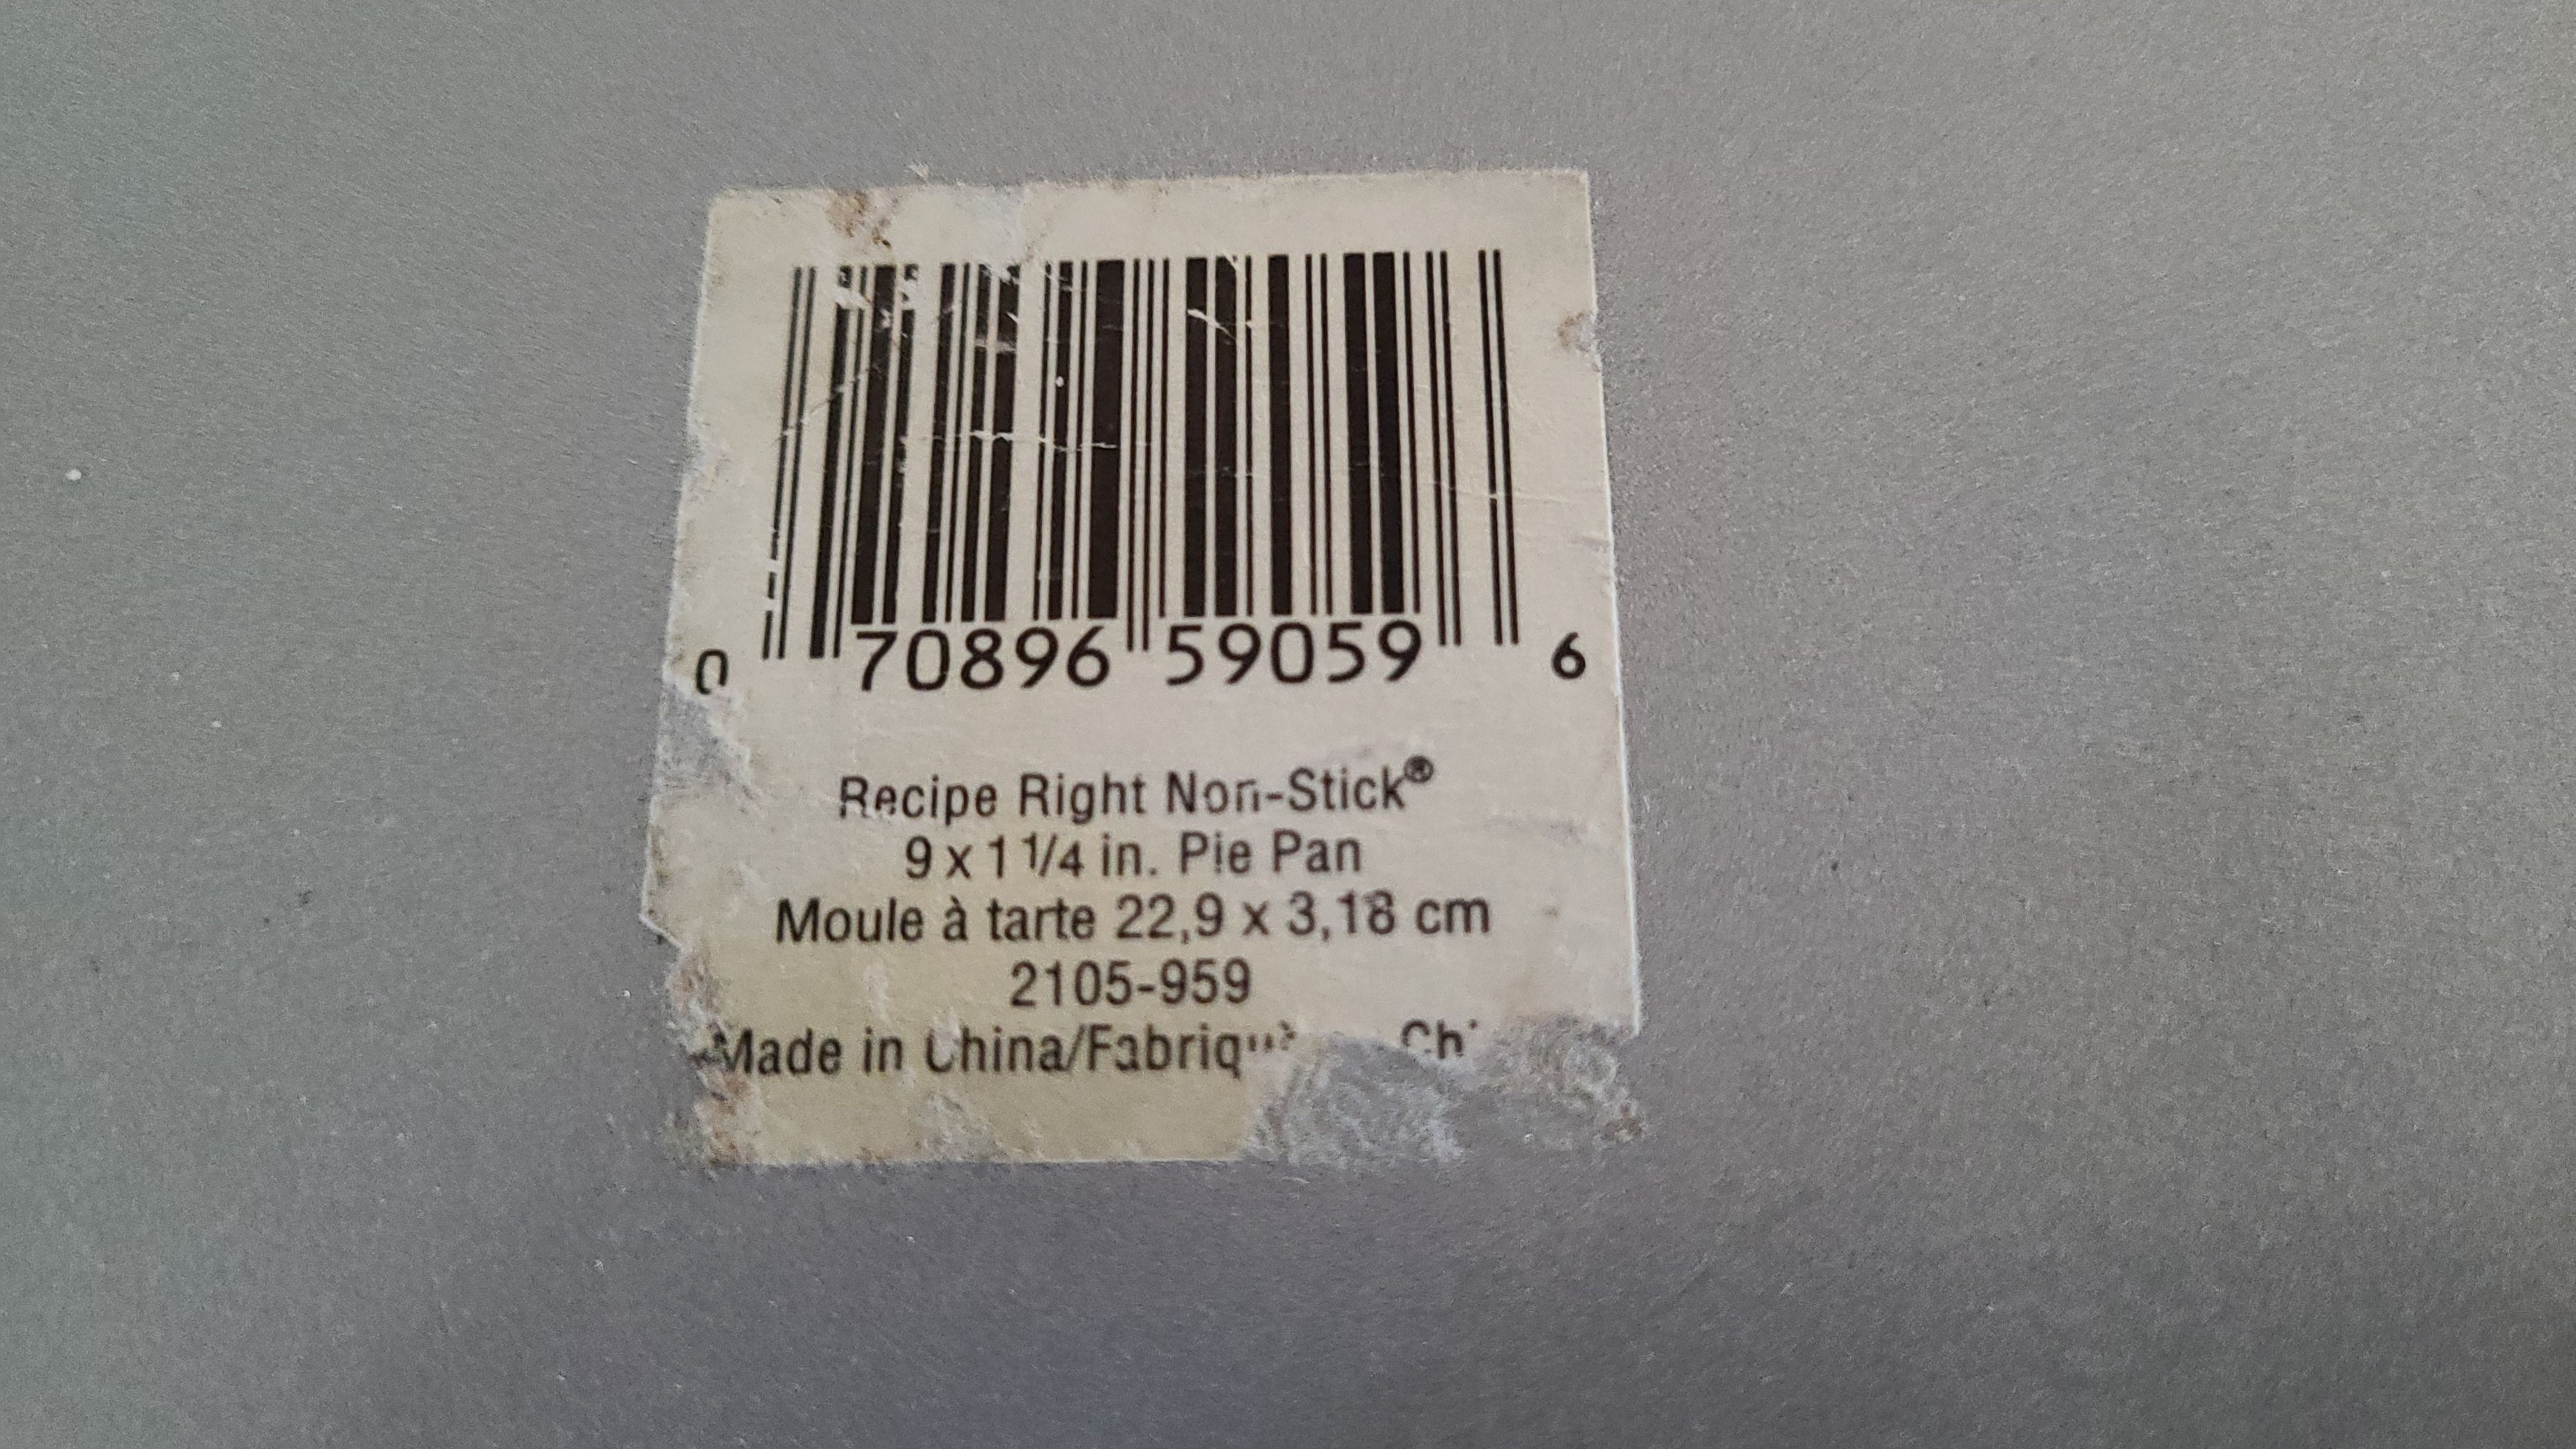 0 70896 59059 6
Recipe Right Non-Stick®
9 x 1 1/4 in. Pie Pan
Moule à tarte 22,9 x 3,18 cm
2105-959
Made in China/Fabriqué